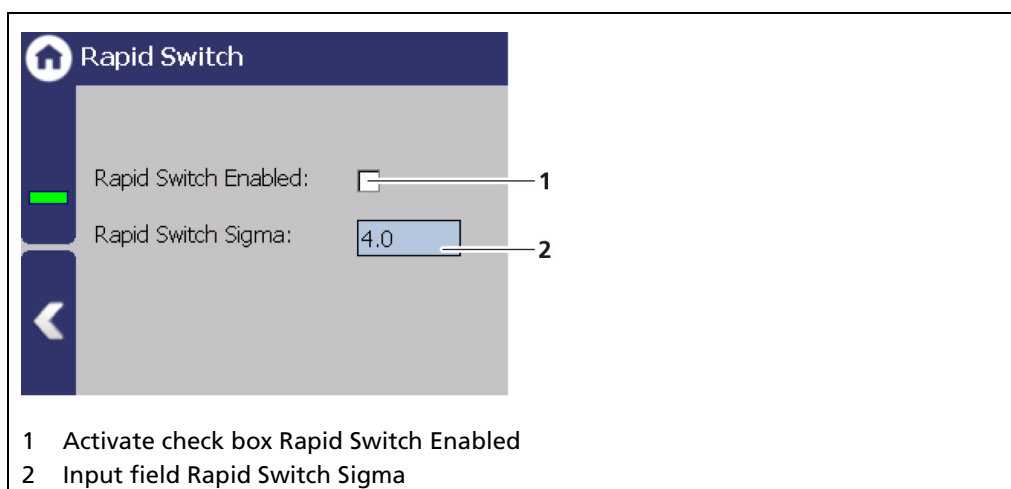 Rapid Switch
Rapid Switch Enabled:
1
Rapid Switch Sigma:
4.0
2
1 Activate check box Rapid Switch Enabled
2 Input field Rapid Switch Sigma